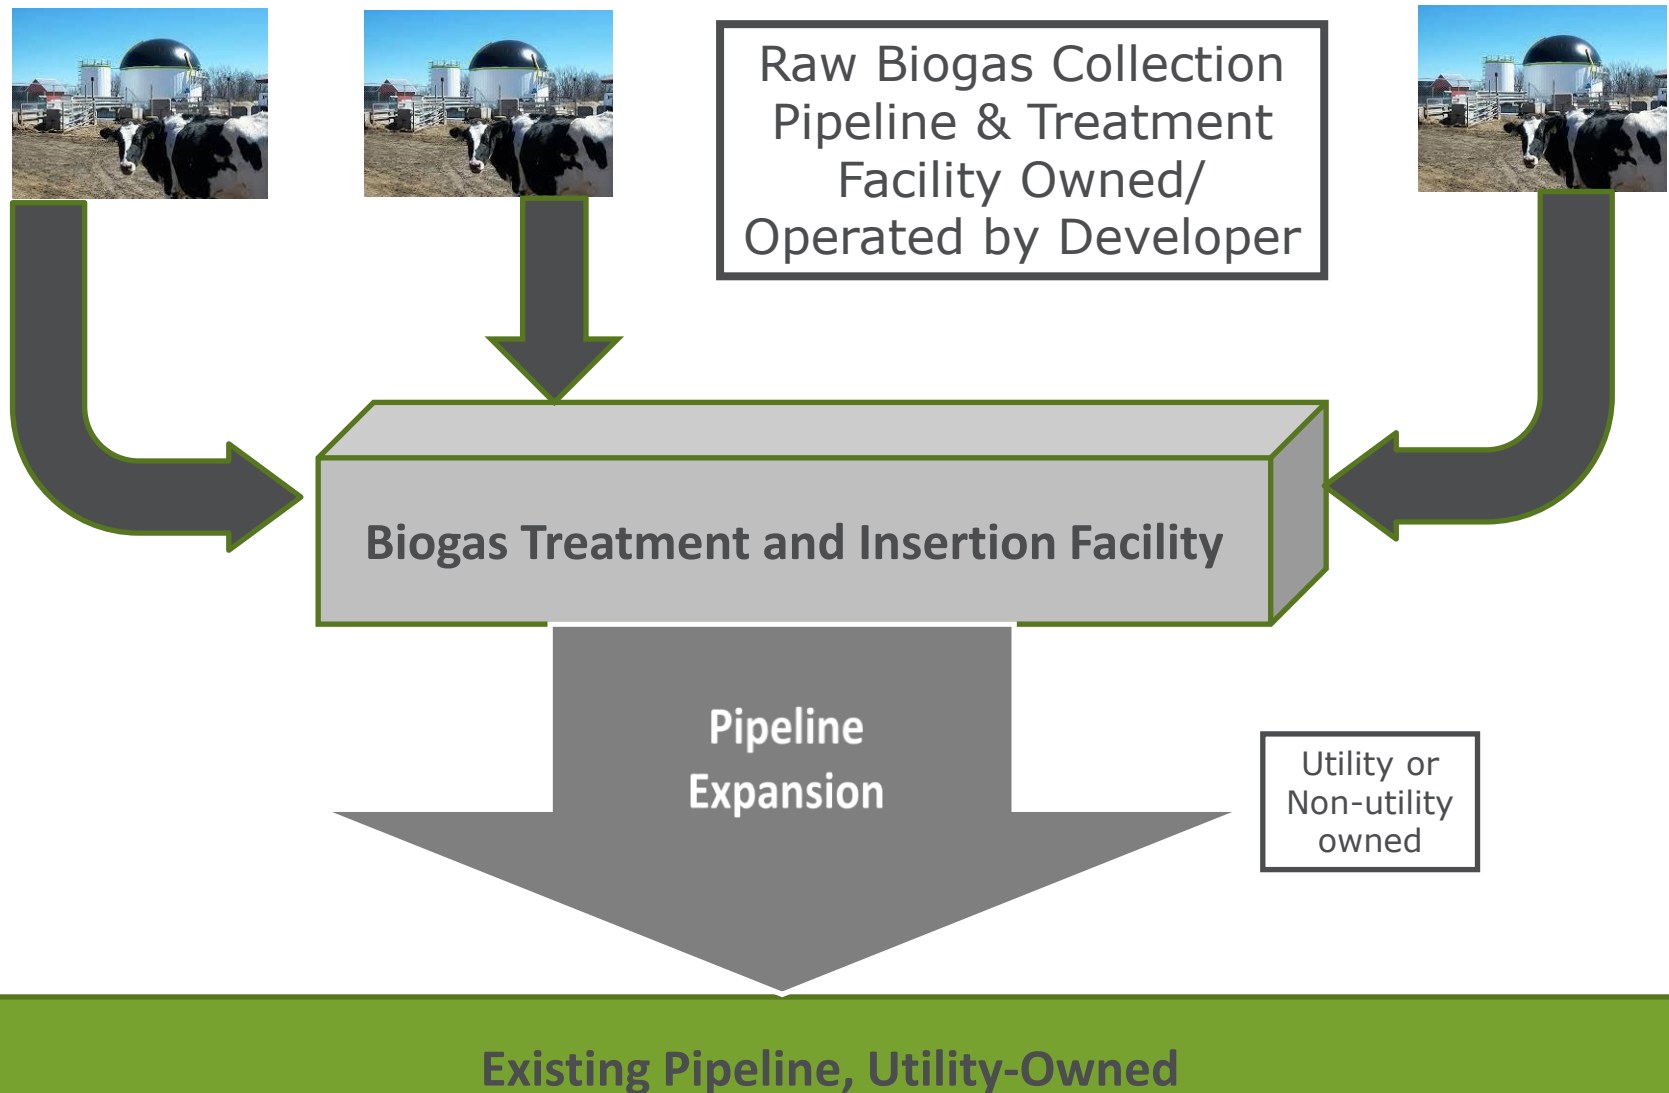 Raw Biogas Collection
Pipeline & Treatment
Facility Owned/
Operated by Developer
Biogas Treatment and Insertion Facility
Pipeline
Expansion
Utility or
Non-utility
owned
Existing Pipeline, Utility-Owned